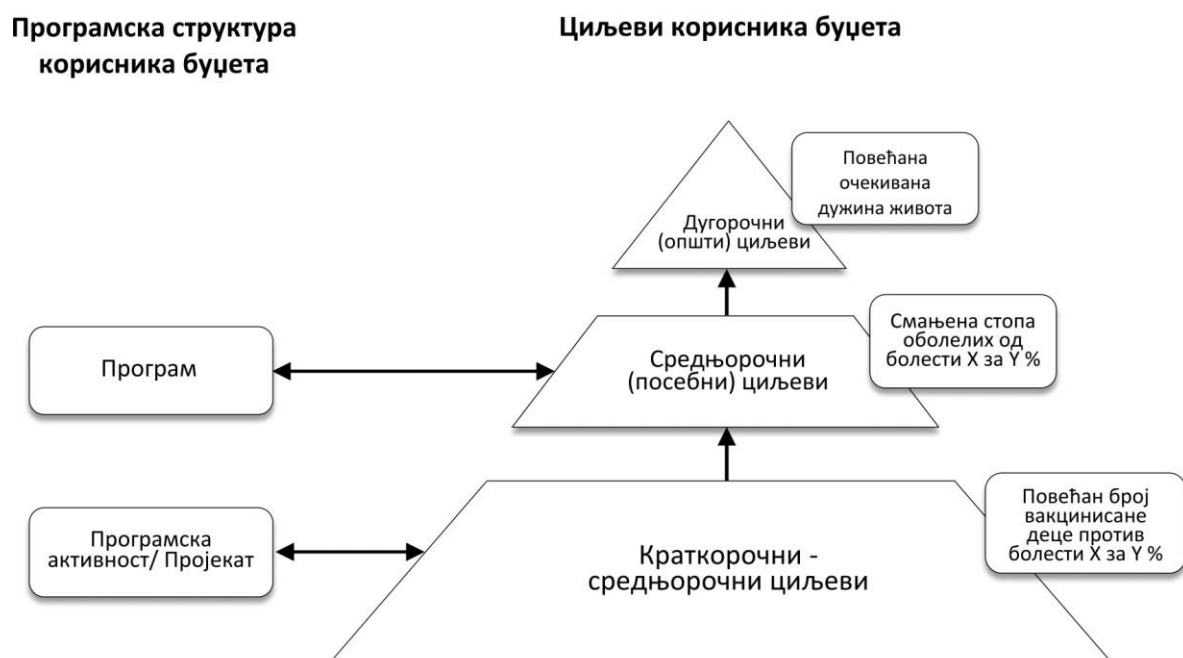 Програмска структура
корисника буџета
Циљеви корисника буџета
Повећана
очекивана
дужина живота
Дугорочни
(општи) циљеви
Смањена стопа
оболелих од
болести X за Y %
Програм
Средњорочни
(посебни) циљеви
Повећан број
вакцинисане
деце против
болести X за Y %
Програмска
активност/ Пројекат
Краткорочни -
средњорочни циљеви